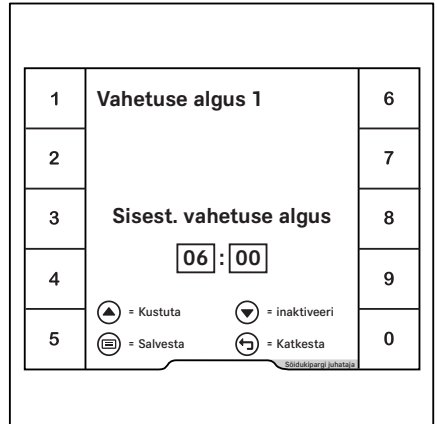 1
Vahetuse algus 1
6
2
7
3
Sisest. vahetuse algus
8
06 : 00
4
9
= Kustuta
= inaktiveeri
5
= Salvesta
= Katkesta
0
Sõidukipargi juhataja